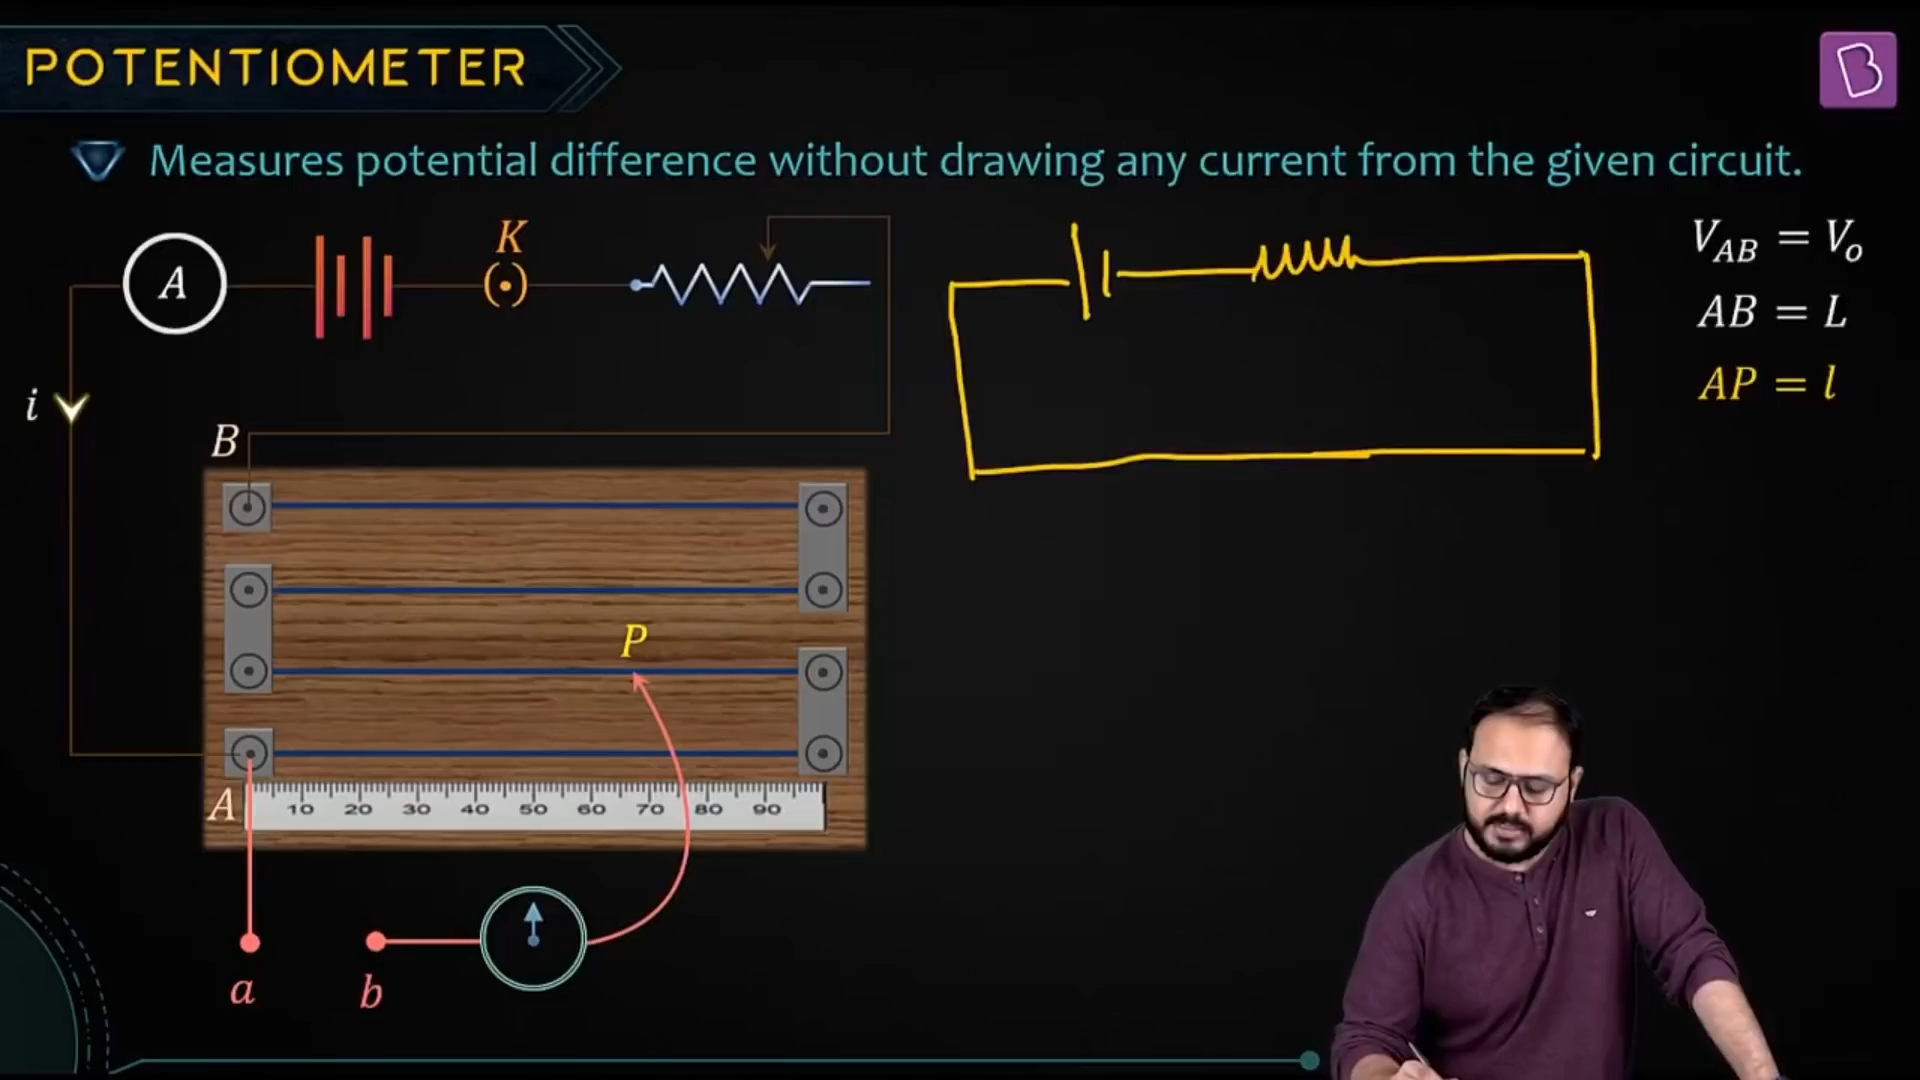 POTENTIOMETER
B
Measures potential difference without drawing any current from the given circuit.
K
A
V_AB = V_o
AB = L
AP = l
i
B
P
A
10 20 30 40 50 60 70 80 90
a
b